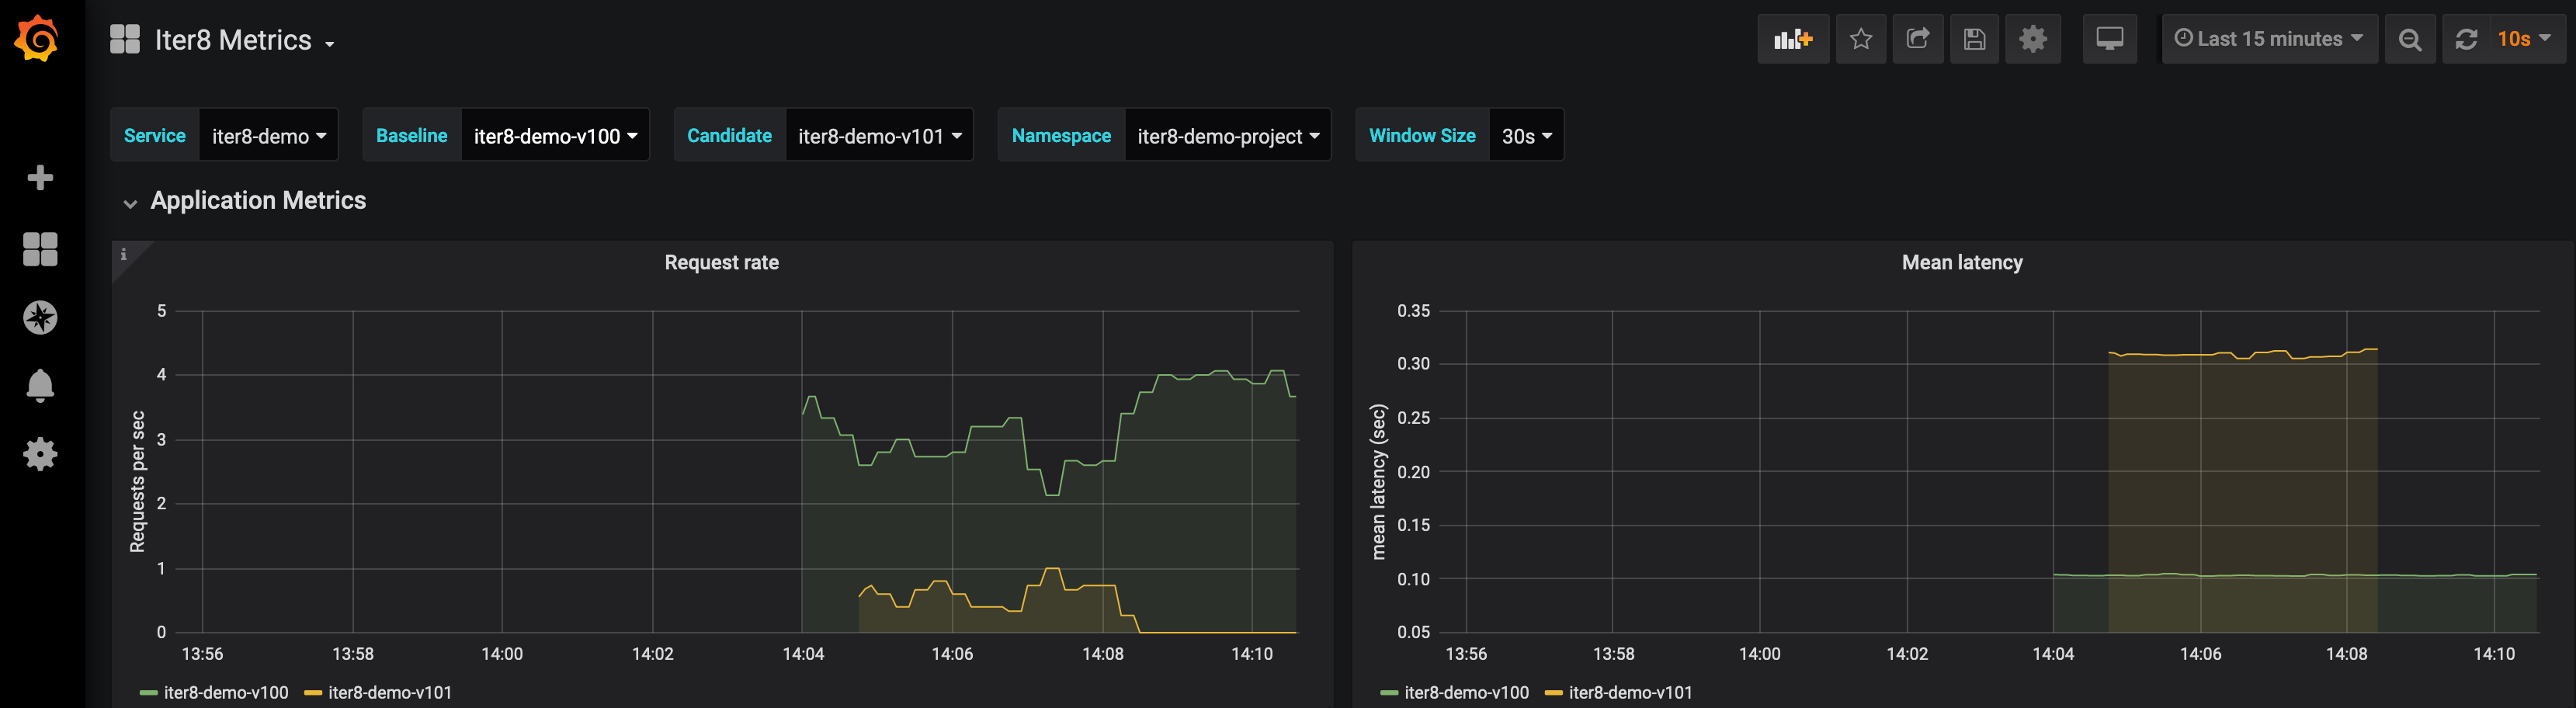 Iter8 Metrics
Last 15 minutes 10s
Service iter8-demo Baseline iter8-demo-v100 Candidate iter8-demo-v101 Namespace iter8-demo-project Window Size 30s
Application Metrics
i
Request rate
Requests per sec
5
4
3
2
1
0
13:56 13:58 14:00 14:02 14:04 14:06 14:08 14:10
iter8-demo-v100 iter8-demo-v101
Mean latency
mean latency (sec)
0.35
0.30
0.25
0.20
0.15
0.10
0.05
13:56 13:58 14:00 14:02 14:04 14:06 14:08 14:10
iter8-demo-v100 iter8-demo-v101